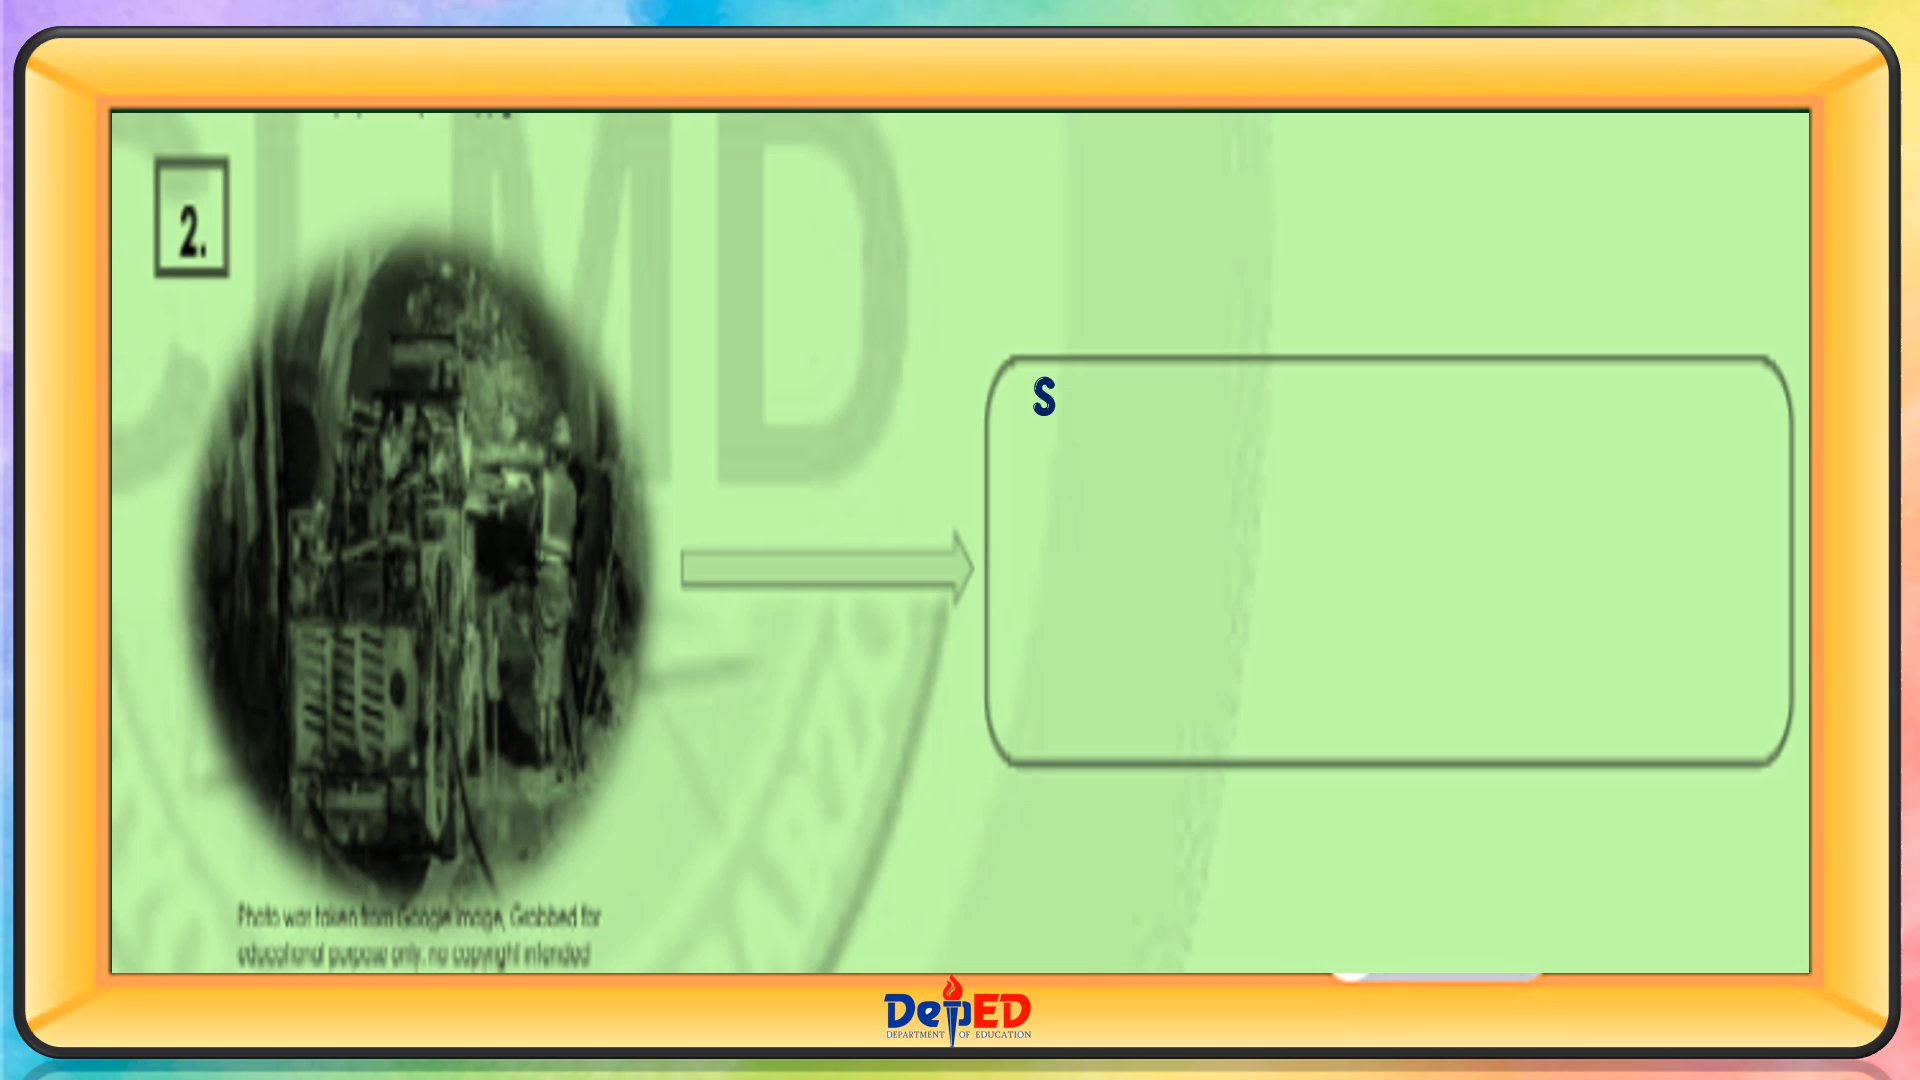 2.
S
Photo was taken from Google Image, Grabbed for
educational purpose only, no copyright intended
DepED
DEPARTMENT OF EDUCATION